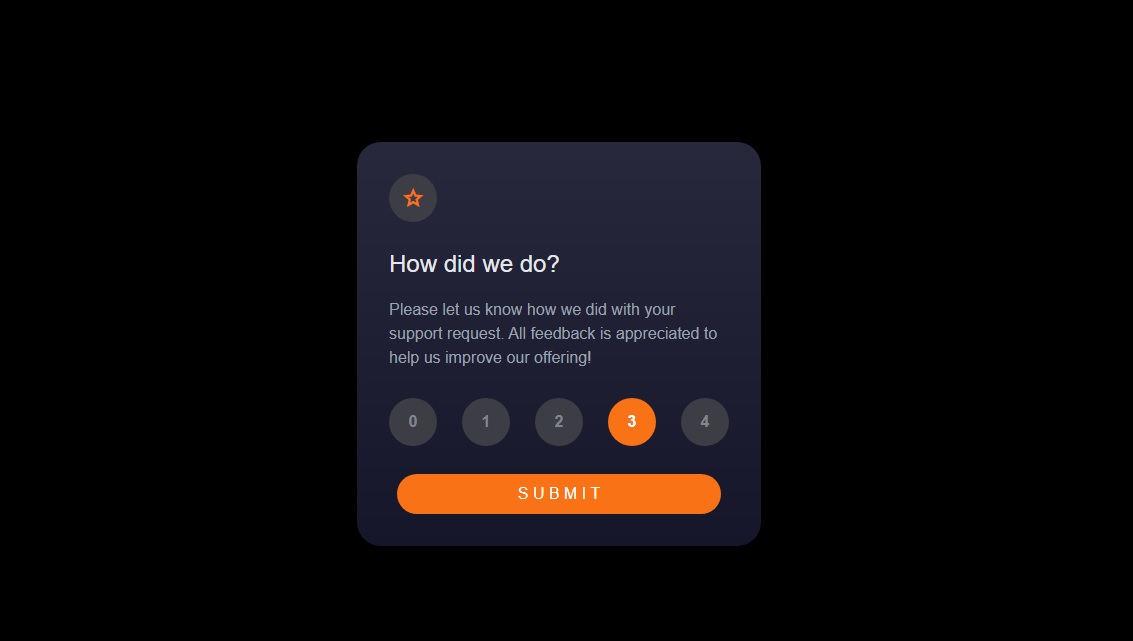 How did we do?
Please let us know how we did with your
support request. All feedback is appreciated to
help us improve our offering!
0 1 2 3 4
SUBMIT